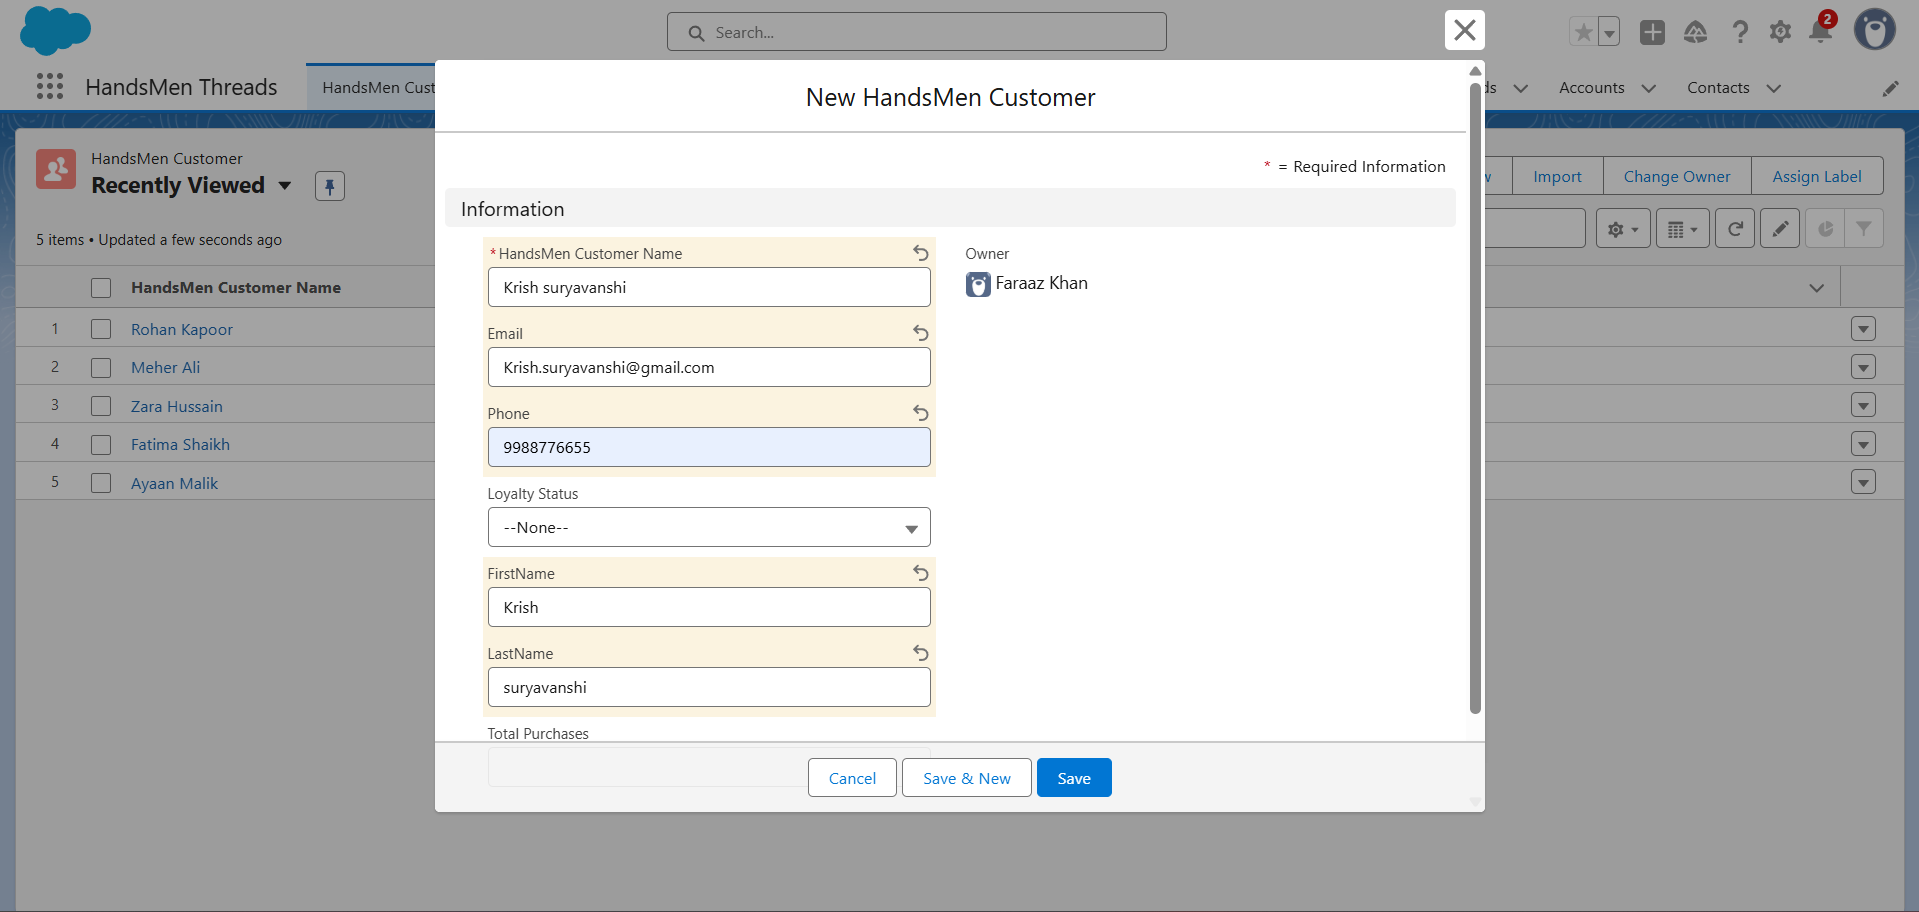 Search...
2
HandsMen Threads
HandsMen Cust
Accounts
Contacts
New HandsMen Customer
HandsMen Customer
Recently Viewed
Import
Change Owner
Assign Label
* = Required Information
Information
5 items • Updated a few seconds ago
*HandsMen Customer Name
Krish suryavanshi
Owner
Faraaz Khan
HandsMen Customer Name
1 Rohan Kapoor
2 Meher Ali
3 Zara Hussain
4 Fatima Shaikh
5 Ayaan Malik
Email
Krish.suryavanshi@gmail.com
Phone
9988776655
Loyalty Status
--None--
FirstName
Krish
LastName
suryavanshi
Total Purchases
Cancel
Save & New
Save